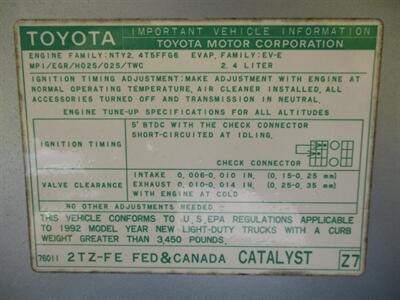 TOYOTA
IMPORTANT VEHICLE INFORMATION
TOYOTA MOTOR CORPORATION
ENGINE FAMILY:NTY2.4T5FFG6 EVAP. FAMILY:EV-E
MPI/EGR/HO2S/O2S/TWC 2.4 LITER
IGNITION TIMING ADJUSTMENT: MAKE ADJUSTMENT WITH ENGINE AT
NORMAL OPERATING TEMPERATURE, AIR CLEANER INSTALLED, ALL
ACCESSORIES TURNED OFF AND TRANSMISSION IN NEUTRAL.
ENGINE TUNE-UP SPECIFICATIONS FOR ALL ALTITUDES
IGNITION TIMING
5° BTDC WITH THE CHECK CONNECTOR
SHORT-CIRCUITED AT IDLING.
CHECK CONNECTOR
VALVE CLEARANCE
INTAKE 0.006-0.010 IN. (0.15-0.25 mm)
EXHAUST 0.010-0.014 IN. (0.25-0.35 mm)
WITH ENGINE AT COLD
NO OTHER ADJUSTMENTS NEEDED.
THIS VEHICLE CONFORMS TO U.S.EPA REGULATIONS APPLICABLE
TO 1992 MODEL YEAR NEW LIGHT-DUTY TRUCKS WITH A CURB
WEIGHT GREATER THAN 3,450 POUNDS.
76011 2TZ-FE FED&CANADA CATALYST Z7